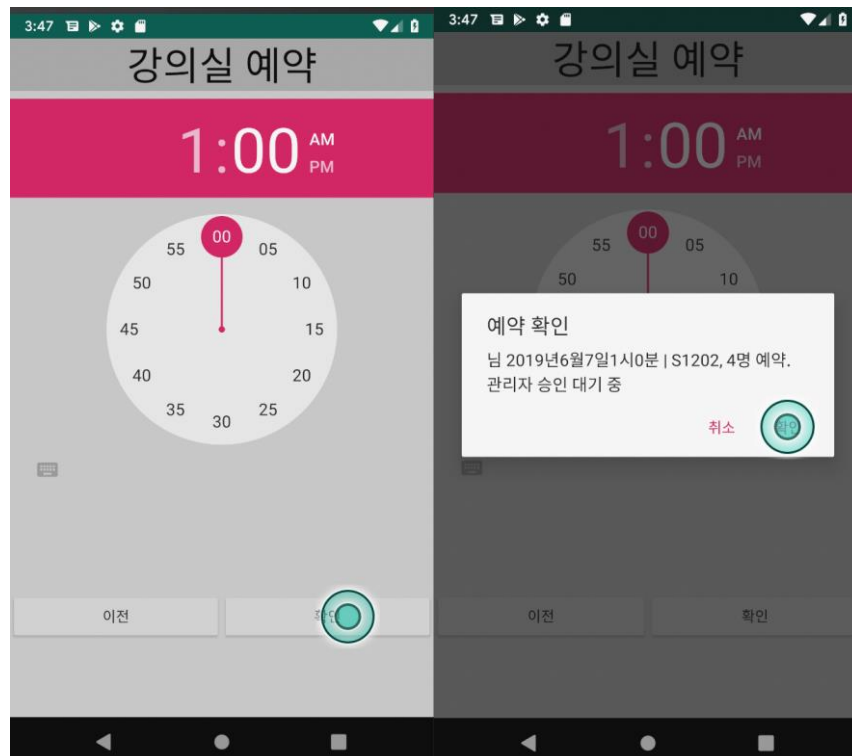 3:47
강의실 예약
1:00 AM
PM
00
55 05
50 10
45 15
40 20
35 25
30
이전 확인
3:47
강의실 예약
1:00 AM
PM
00
55 05
50 10
예약 확인
님 2019년6월7일1시0분 | S1202, 4명 예약.
관리자 승인 대기 중
취소 확인
이전 확인